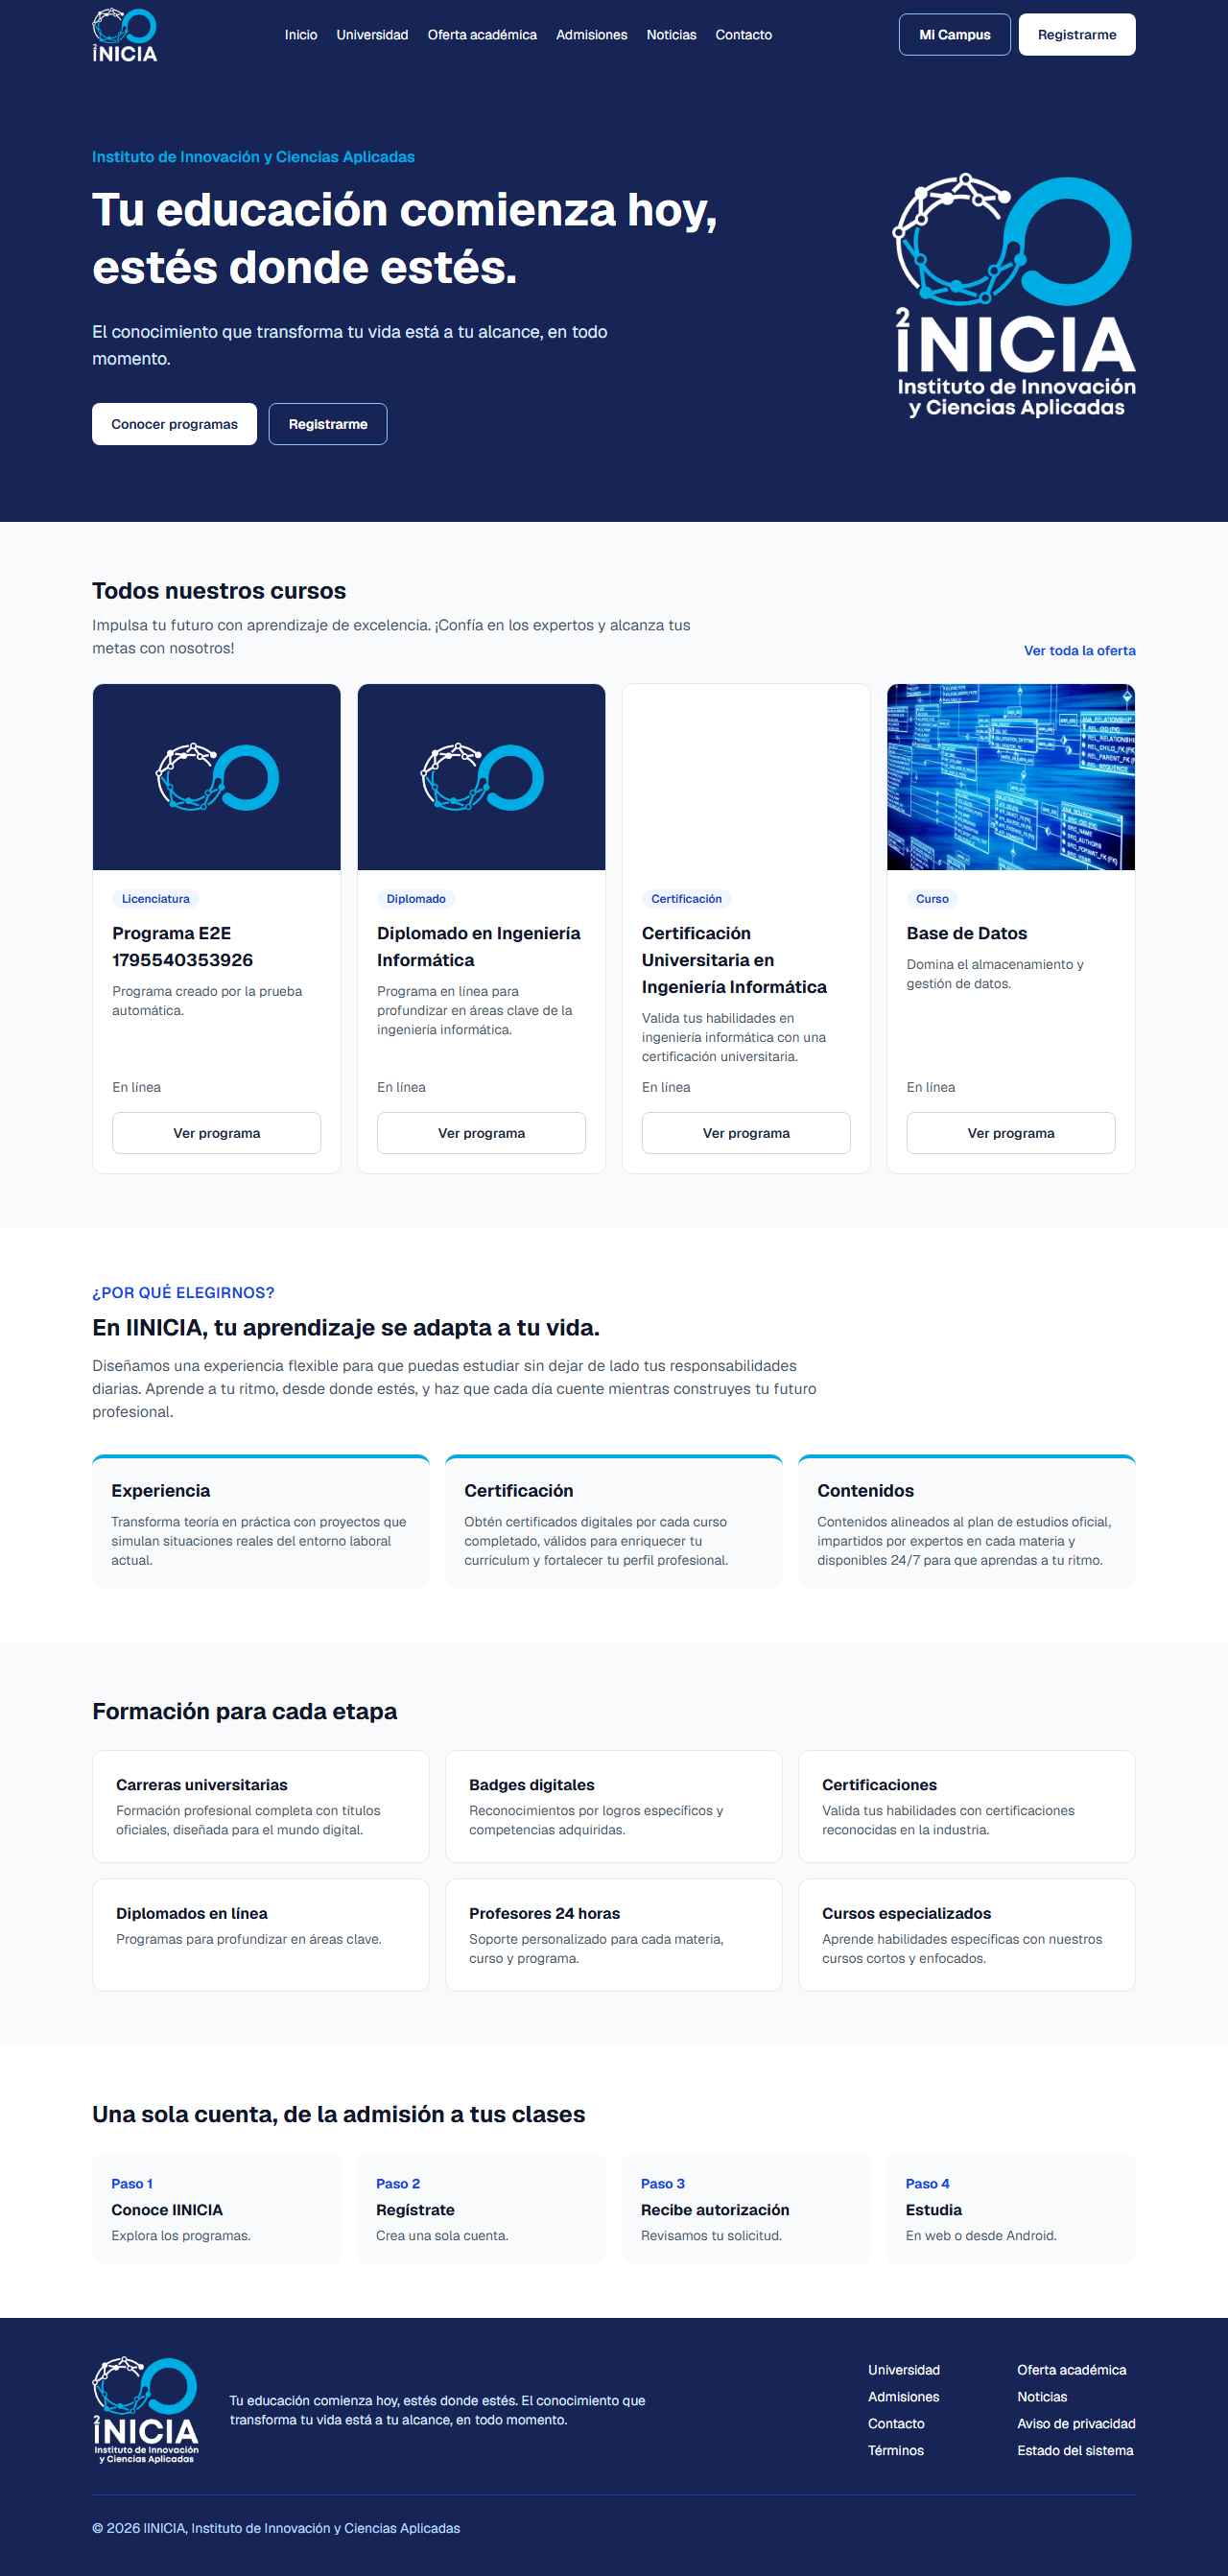 2
iNICIA
Inicio
Universidad
Oferta académica
Admisiones
Noticias
Contacto
Mi Campus
Registrarme
Instituto de Innovación y Ciencias Aplicadas
Tu educación comienza hoy,
estés donde estés.
El conocimiento que transforma tu vida está a tu alcance, en todo
momento.
Conocer programas
Registrarme
2
iNICIA
Instituto de Innovación
y Ciencias Aplicadas
Todos nuestros cursos
Impulsa tu futuro con aprendizaje de excelencia. ¡Confía en los expertos y alcanza tus
metas con nosotros!
Ver toda la oferta
Licenciatura
Programa E2E
1795540353926
Programa creado por la prueba
automática.
En línea
Ver programa
Diplomado
Diplomado en Ingeniería
Informática
Programa en línea para
profundizar en áreas clave de la
ingeniería informática.
En línea
Ver programa
Certificación
Certificación
Universitaria en
Ingeniería Informática
Valida tus habilidades en
ingeniería informática con una
certificación universitaria.
En línea
Ver programa
Curso
Base de Datos
Domina el almacenamiento y
gestión de datos.
En línea
Ver programa
¿POR QUÉ ELEGIRNOS?
En IINICIA, tu aprendizaje se adapta a tu vida.
Diseñamos una experiencia flexible para que puedas estudiar sin dejar de lado tus responsabilidades
diarias. Aprende a tu ritmo, desde donde estés, y haz que cada día cuente mientras construyes tu futuro
profesional.
Experiencia
Transforma teoría en práctica con proyectos que
simulan situaciones reales del entorno laboral
actual.
Certificación
Obtén certificados digitales por cada curso
completado, válidos para enriquecer tu
currículum y fortalecer tu perfil profesional.
Contenidos
Contenidos alineados al plan de estudios oficial,
impartidos por expertos en cada materia y
disponibles 24/7 para que aprendas a tu ritmo.
Formación para cada etapa
Carreras universitarias
Formación profesional completa con títulos
oficiales, diseñada para el mundo digital.
Badges digitales
Reconocimientos por logros específicos y
competencias adquiridas.
Certificaciones
Valida tus habilidades con certificaciones
reconocidas en la industria.
Diplomados en línea
Programas para profundizar en áreas clave.
Profesores 24 horas
Soporte personalizado para cada materia,
curso y programa.
Cursos especializados
Aprende habilidades específicas con nuestros
cursos cortos y enfocados.
Una sola cuenta, de la admisión a tus clases
Paso 1
Conoce IINICIA
Explora los programas.
Paso 2
Regístrate
Crea una sola cuenta.
Paso 3
Recibe autorización
Revisamos tu solicitud.
Paso 4
Estudia
En web o desde Android.
2
iNICIA
Instituto de Innovación
y Ciencias Aplicadas
Tu educación comienza hoy, estés donde estés. El conocimiento que
transforma tu vida está a tu alcance, en todo momento.
Universidad
Oferta académica
Admisiones
Noticias
Contacto
Aviso de privacidad
Términos
Estado del sistema
© 2026 IINICIA, Instituto de Innovación y Ciencias Aplicadas